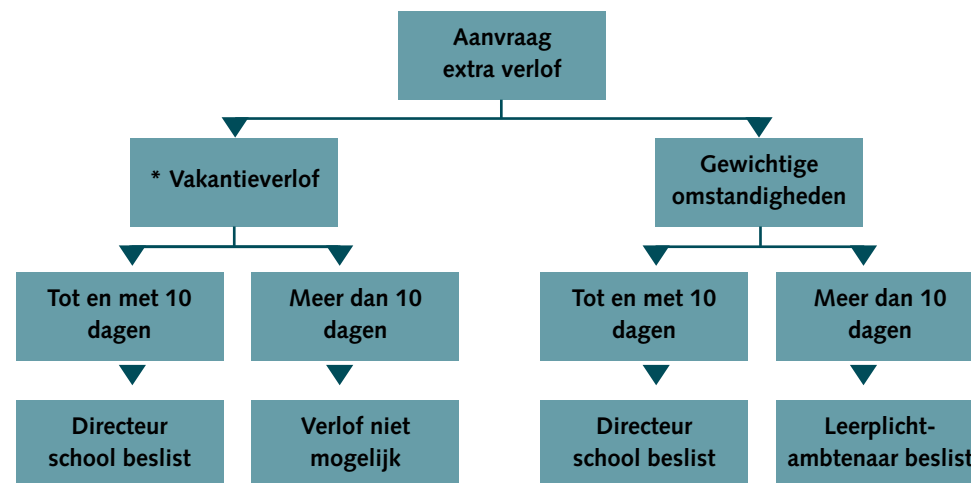 Aanvraag
extra verlof
* Vakantieverlof
Gewichtige
omstandigheden
Tot en met 10
dagen
Meer dan 10
dagen
Tot en met 10
dagen
Meer dan 10
dagen
Directeur
school beslist
Verlof niet
mogelijk
Directeur
school beslist
Leerplicht-
ambtenaar beslist